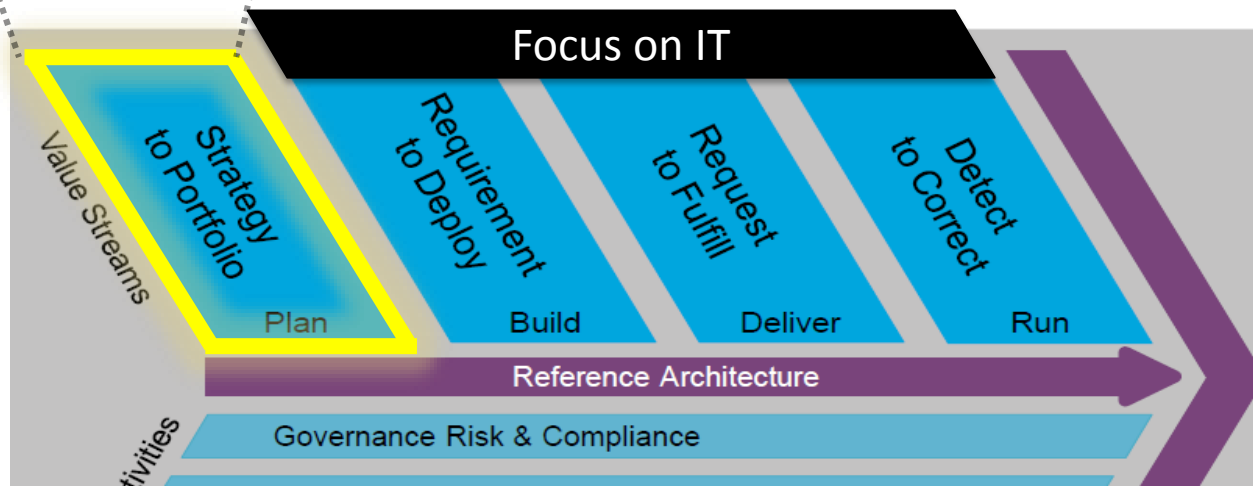 Focus on IT
Value Streams
Strategy
to Portfolio
Plan
Requirement
to Deploy
Build
Request
to Fulfill
Deliver
Detect
to Correct
Run
Reference Architecture
Governance Risk & Compliance